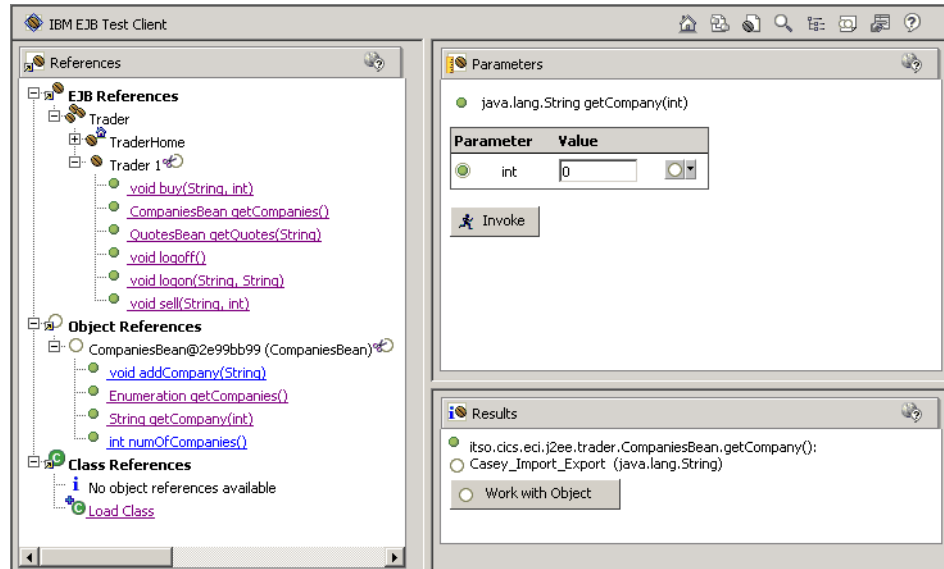 IBM EJB Test Client
References
EJB References
Trader
TraderHome
Trader 1
void buy(String, int)
CompaniesBean getCompanies()
QuotesBean getQuotes(String)
void logoff()
void logon(String, String)
void sell(String, int)
Object References
CompaniesBean@2e99bb99 (CompaniesBean)
void addCompany(String)
Enumeration getCompanies()
String getCompany(int)
int numOfCompanies()
Class References
No object references available
Load Class
Parameters
java.lang.String getCompany(int)
Parameter Value
int 0
Invoke
Results
itso.cics.eci.j2ee.trader.CompaniesBean.getCompany():
Casey_Import_Export (java.lang.String)
Work with Object